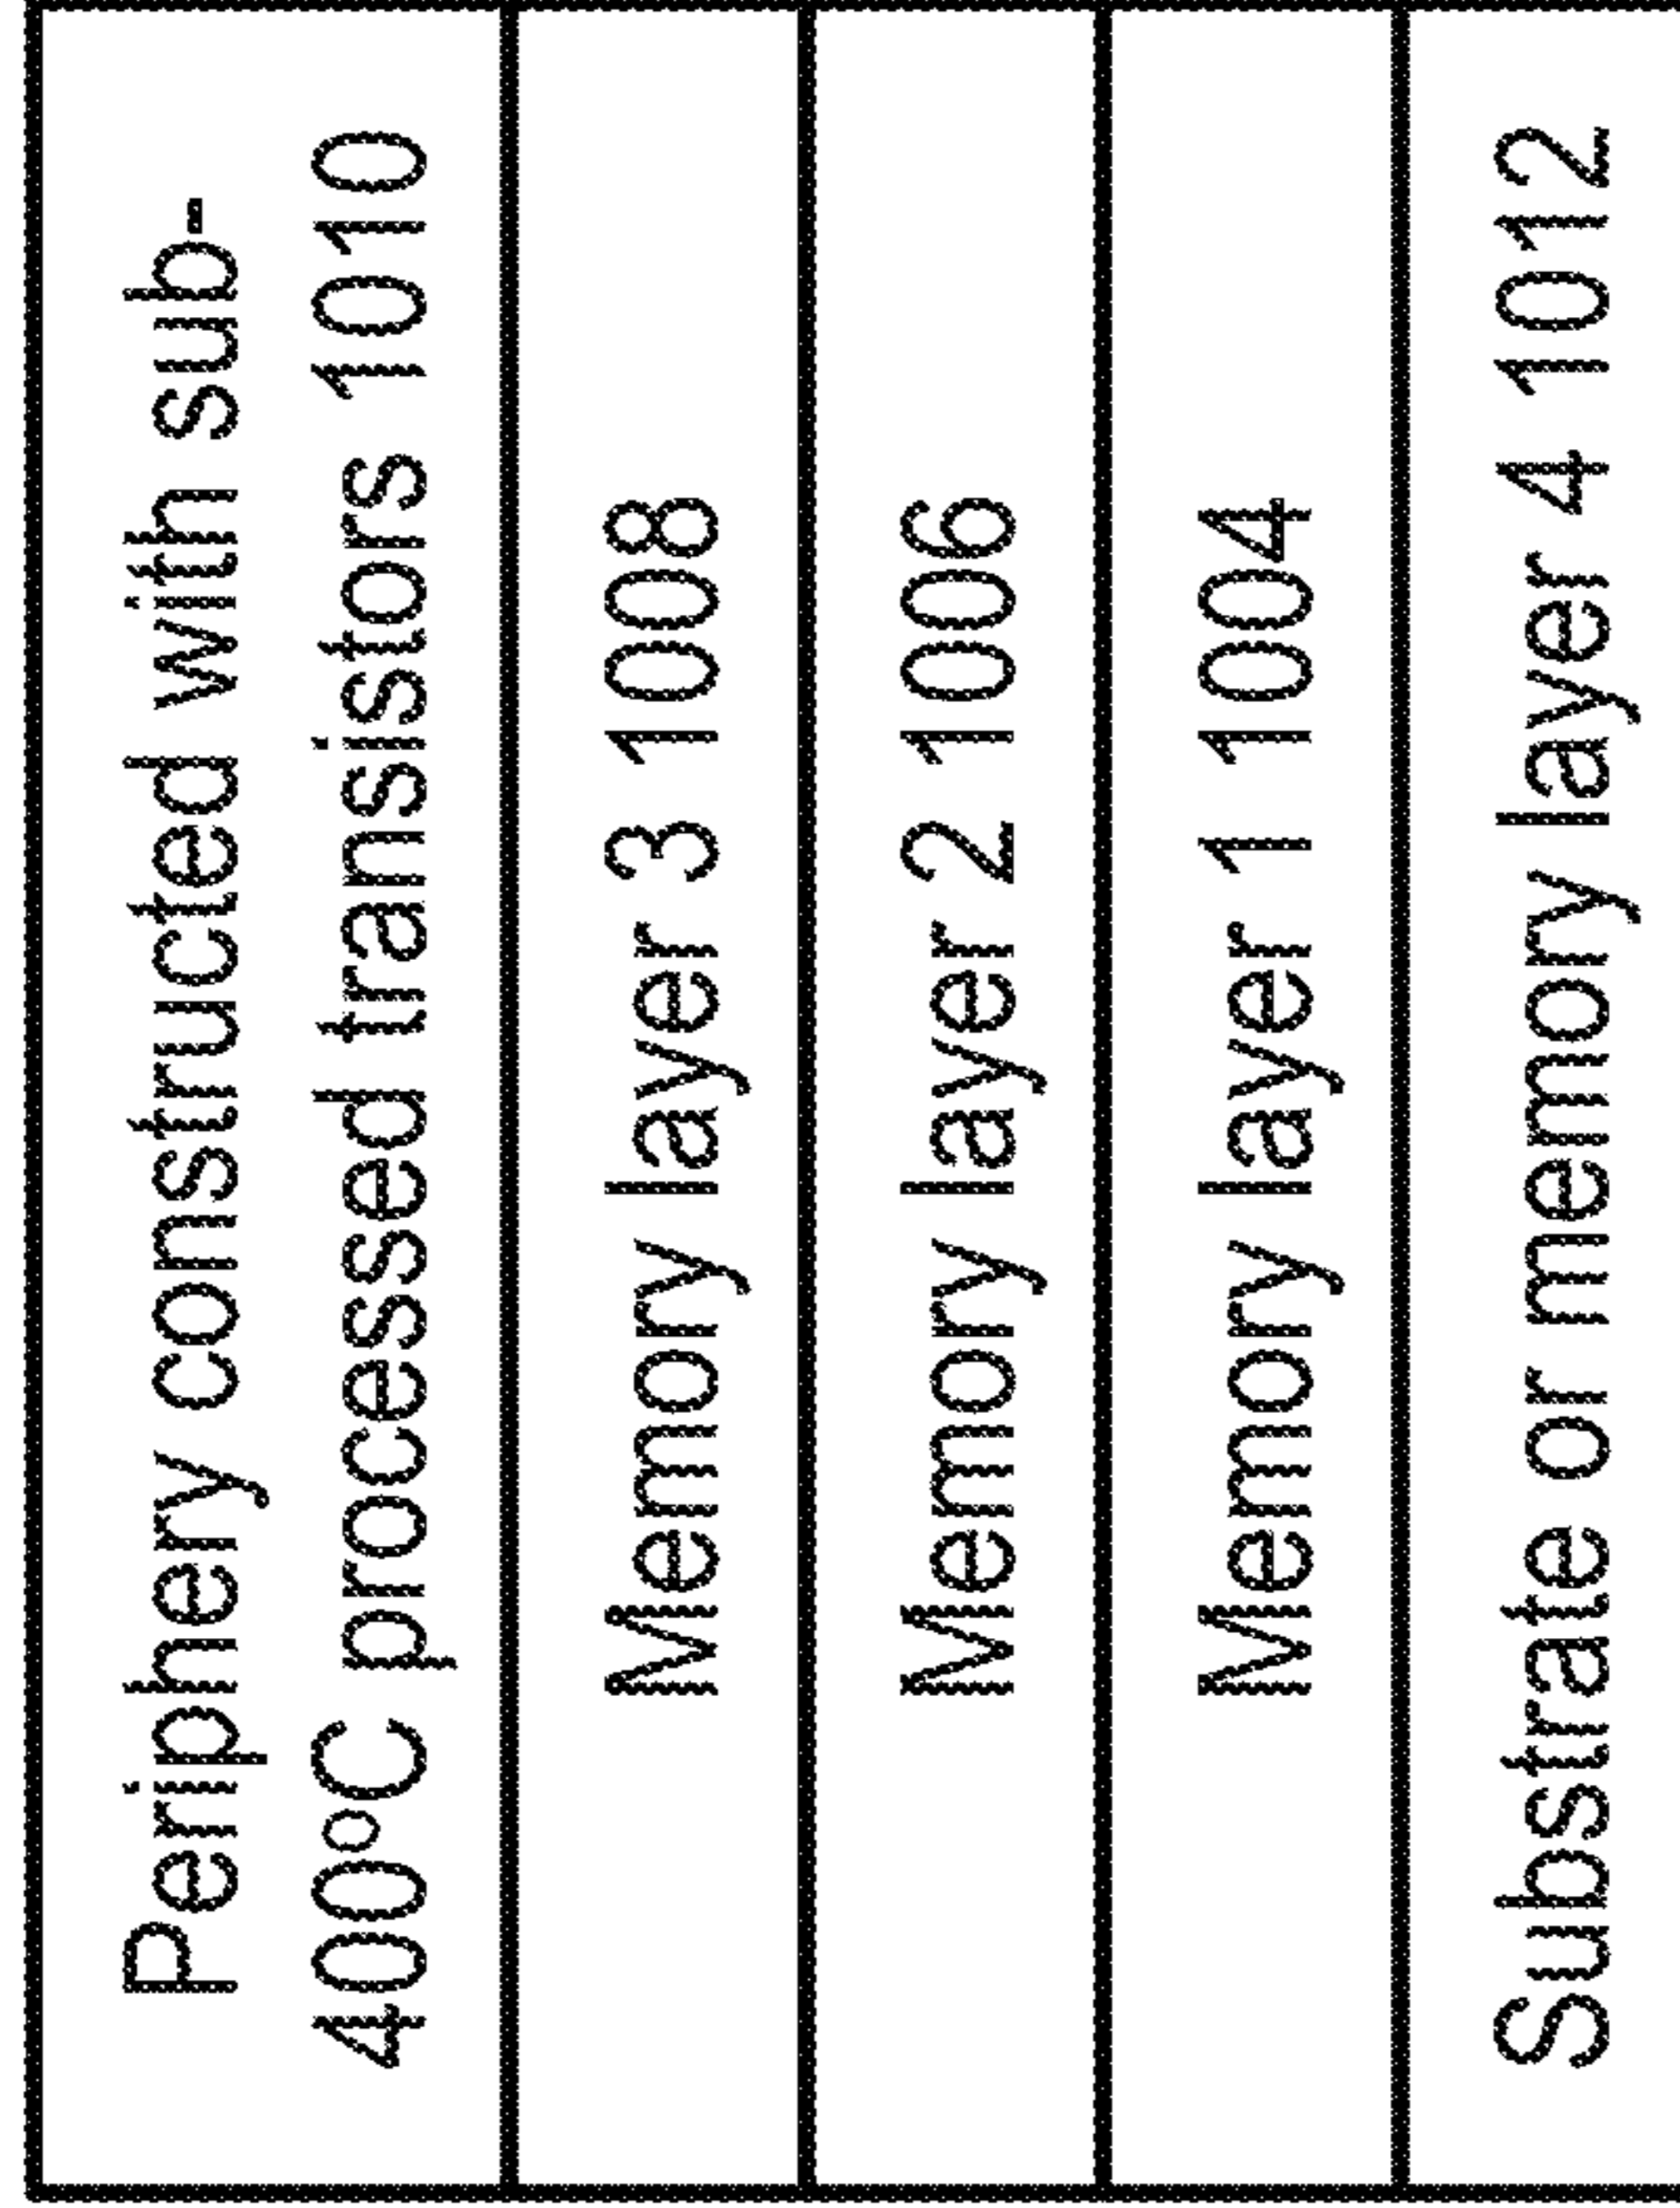 Periphery constructed with sub-
400ºC processed transistors 1010
Memory layer 3 1008
Memory layer 2 1006
Memory layer 1 1004
Substrate or memory layer 4 1012